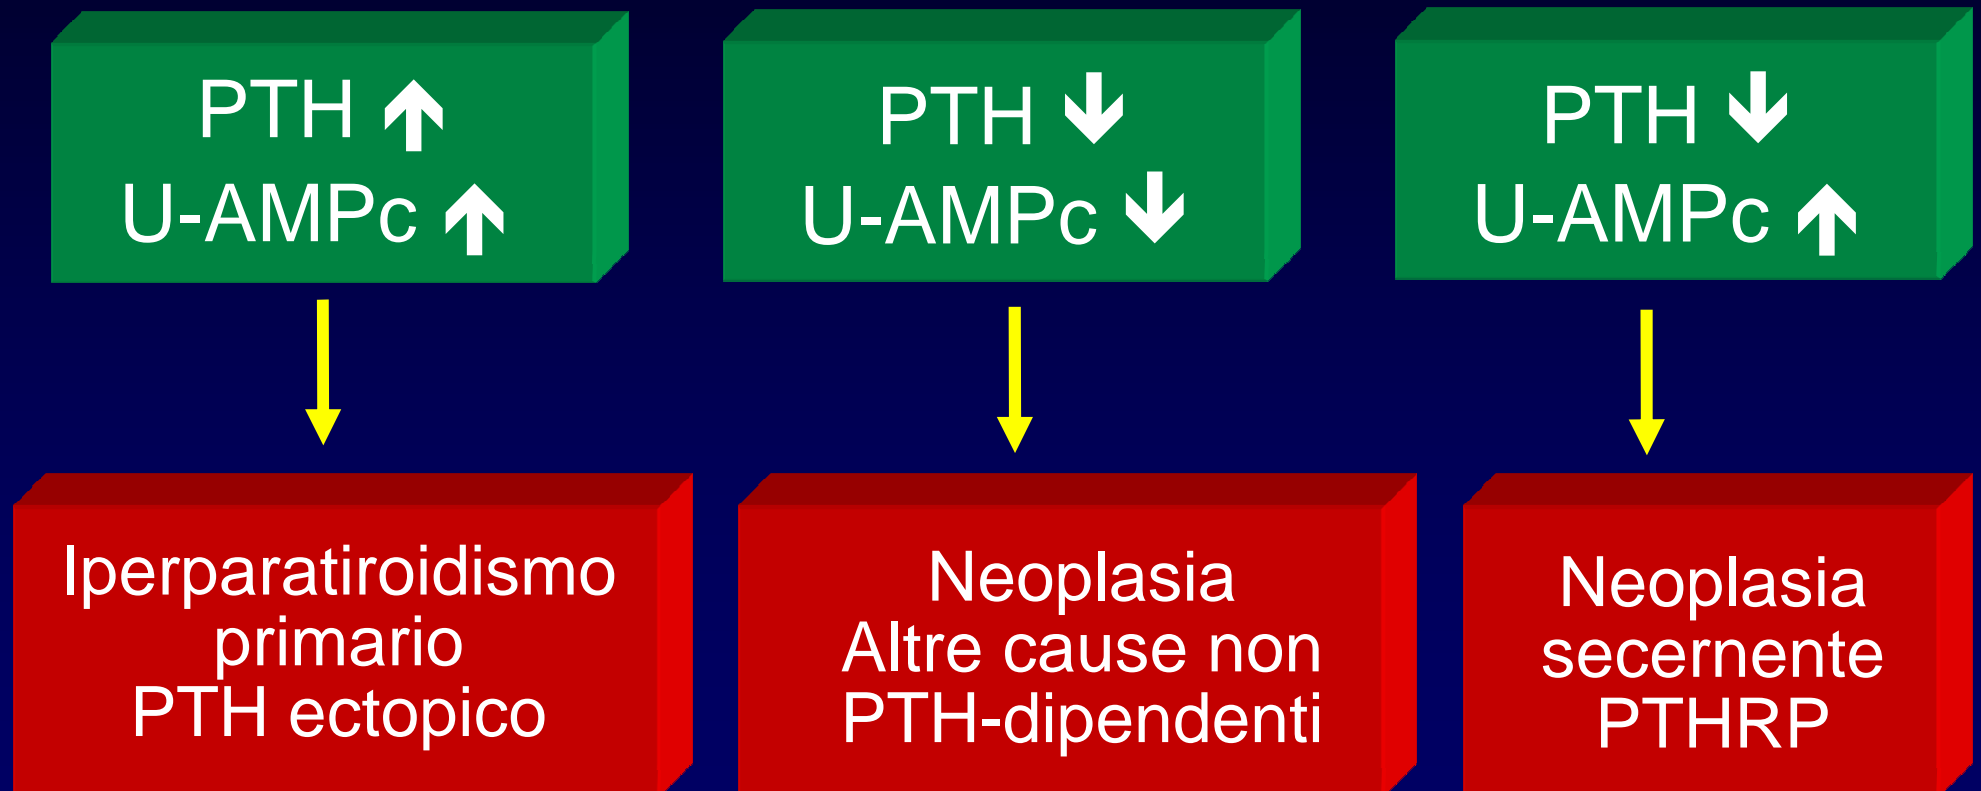 PTH ↑
U-AMPc ↑
PTH ↓
U-AMPc ↓
PTH ↓
U-AMPc ↑
Iperparatiroidismo
primario
PTH ectopico
Neoplasia
Altre cause non
PTH-dipendenti
Neoplasia
secernente
PTHRP